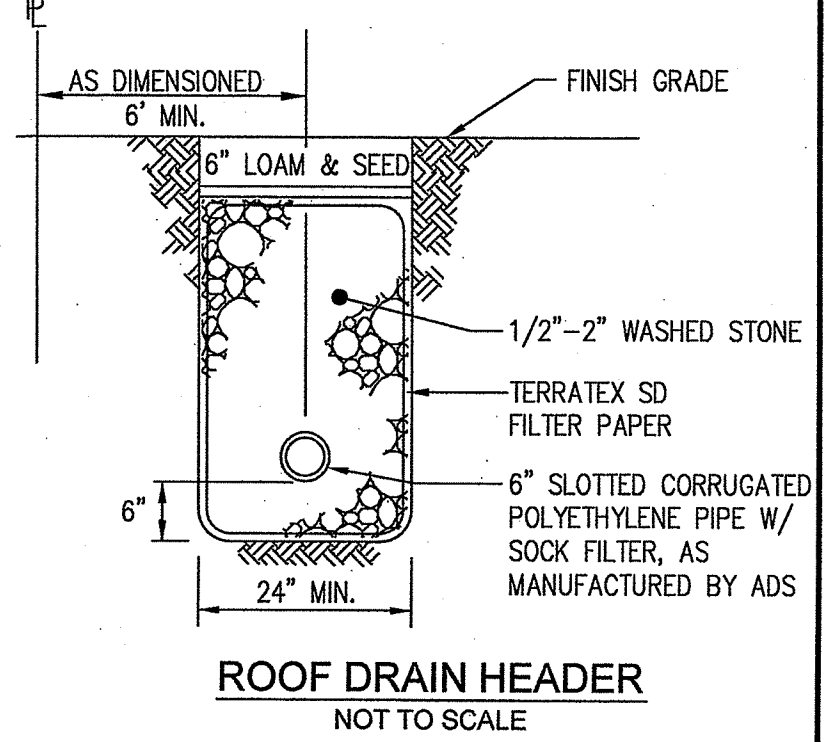 PL
AS DIMENSIONED
6' MIN.
FINISH GRADE
6" LOAM & SEED
1/2"-2" WASHED STONE
TERRATEX SD
FILTER PAPER
6"
6" SLOTTED CORRUGATED
POLYETHYLENE PIPE W/
SOCK FILTER, AS
MANUFACTURED BY ADS
24" MIN.
ROOF DRAIN HEADER
NOT TO SCALE